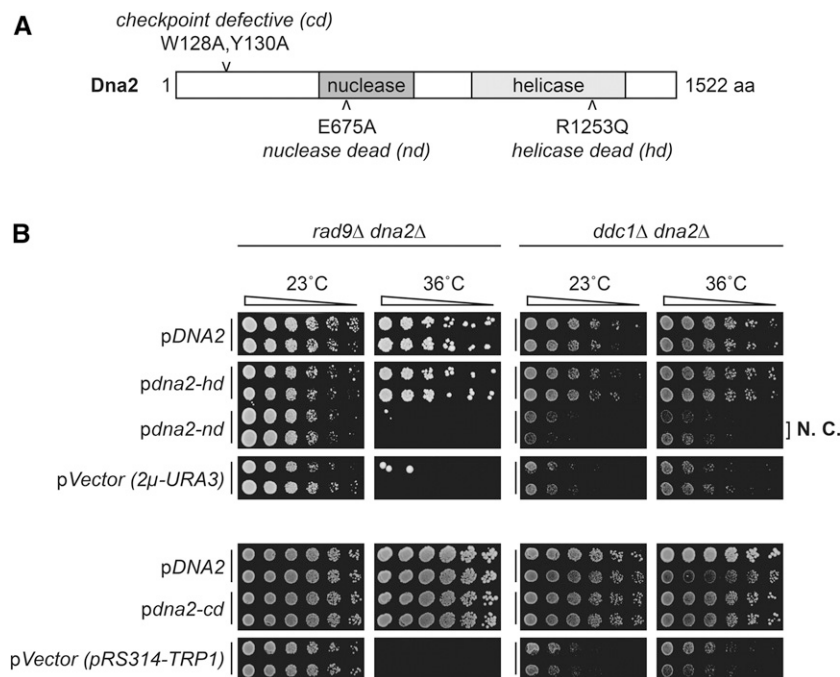 A
checkpoint defective (cd)
W128A,Y130A
Dna2 1 nuclease helicase 1522 aa
E675A R1253Q
nuclease dead (nd) helicase dead (hd)
B
rad9Δ dna2Δ ddc1Δ dna2Δ
23˚C 36˚C 23˚C 36˚C
pDNA2
pdna2-hd
pdna2-nd N. C.
pVector (2μ-URA3)
pDNA2
pdna2-cd
pVector (pRS314-TRP1)